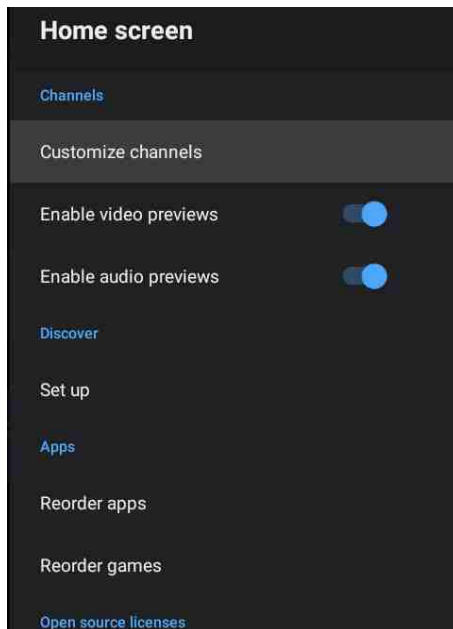 Home screen
Channels
Customize channels
Enable video previews
Enable audio previews
Discover
Set up
Apps
Reorder apps
Reorder games
Open source licenses